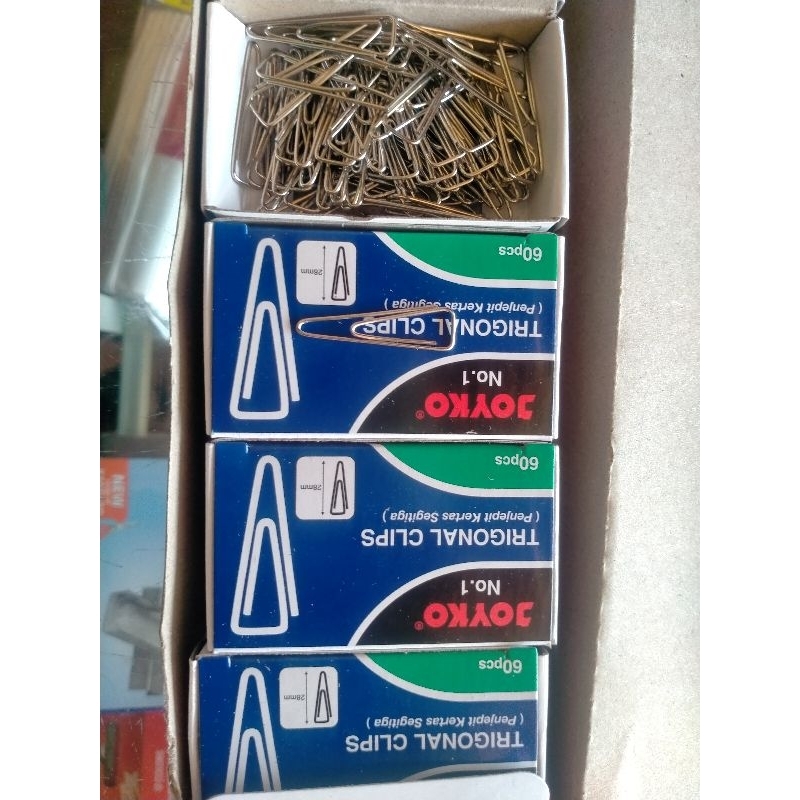 JOYKO®
No.1
TRIGONAL CLIPS
( Penjepit Kertas Segitiga )
28mm
60pcs
JOYKO®
No.1
TRIGONAL CLIPS
( Penjepit Kertas Segitiga )
28mm
60pcs
TRIGONAL CLIPS
( Penjepit Kertas Segitiga )
28mm
60pcs
NEW